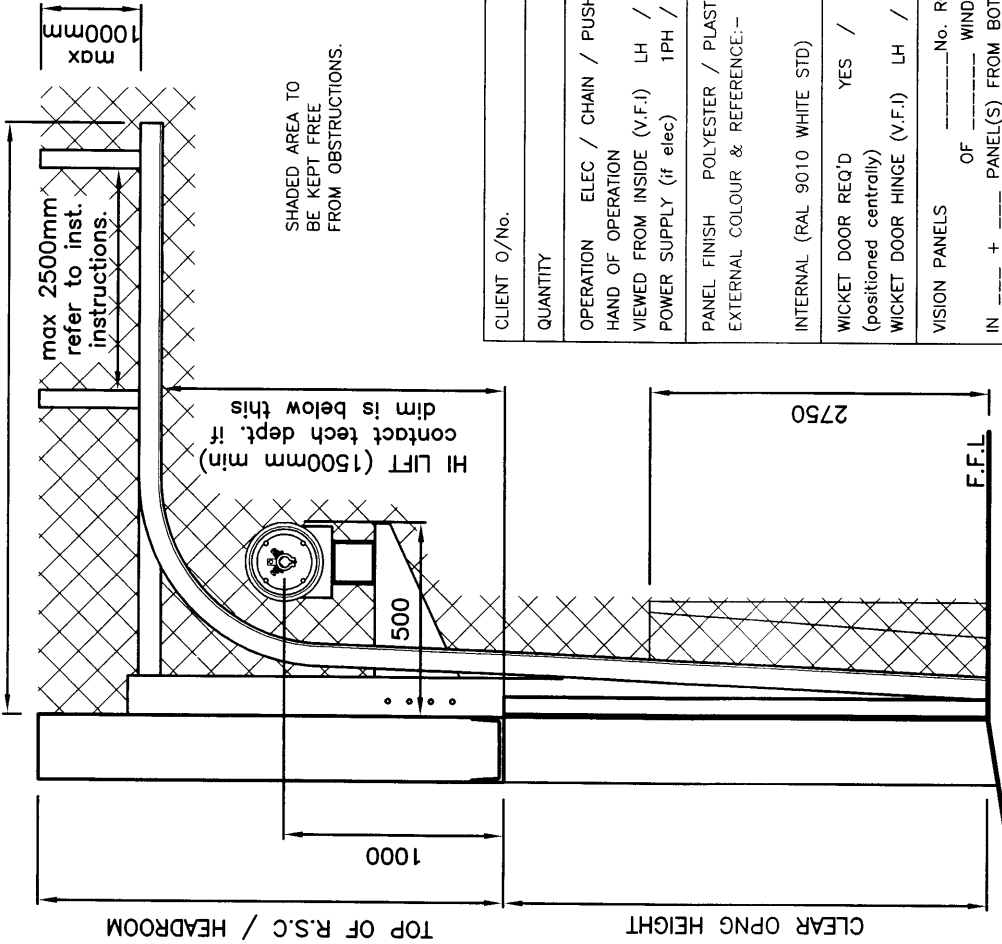 max
1000mm
max 2500mm
refer to inst.
instructions.
SHADED AREA TO
BE KEPT FREE
FROM OBSTRUCTIONS.
HI LIFT (1500mm min)
contact tech dept. if
dim is below this
500
1000
2750
F.F.L
TOP OF R.S.C / HEADROOM
CLEAR OPNG HEIGHT
CLIENT O/No.
QUANTITY
OPERATION ELEC / CHAIN / PUSH
HAND OF OPERATION
VIEWED FROM INSIDE (V.F.I) LH /
POWER SUPPLY (if elec) 1PH /
PANEL FINISH POLYESTER / PLAST
EXTERNAL COLOUR & REFERENCE:-
INTERNAL (RAL 9010 WHITE STD)
WICKET DOOR REQ'D YES /
(positioned centrally)
WICKET DOOR HINGE (V.F.I) LH /
VISION PANELS ______No. R
OF ______ WIND
IN ___ + ___ PANEL(S) FROM BOT